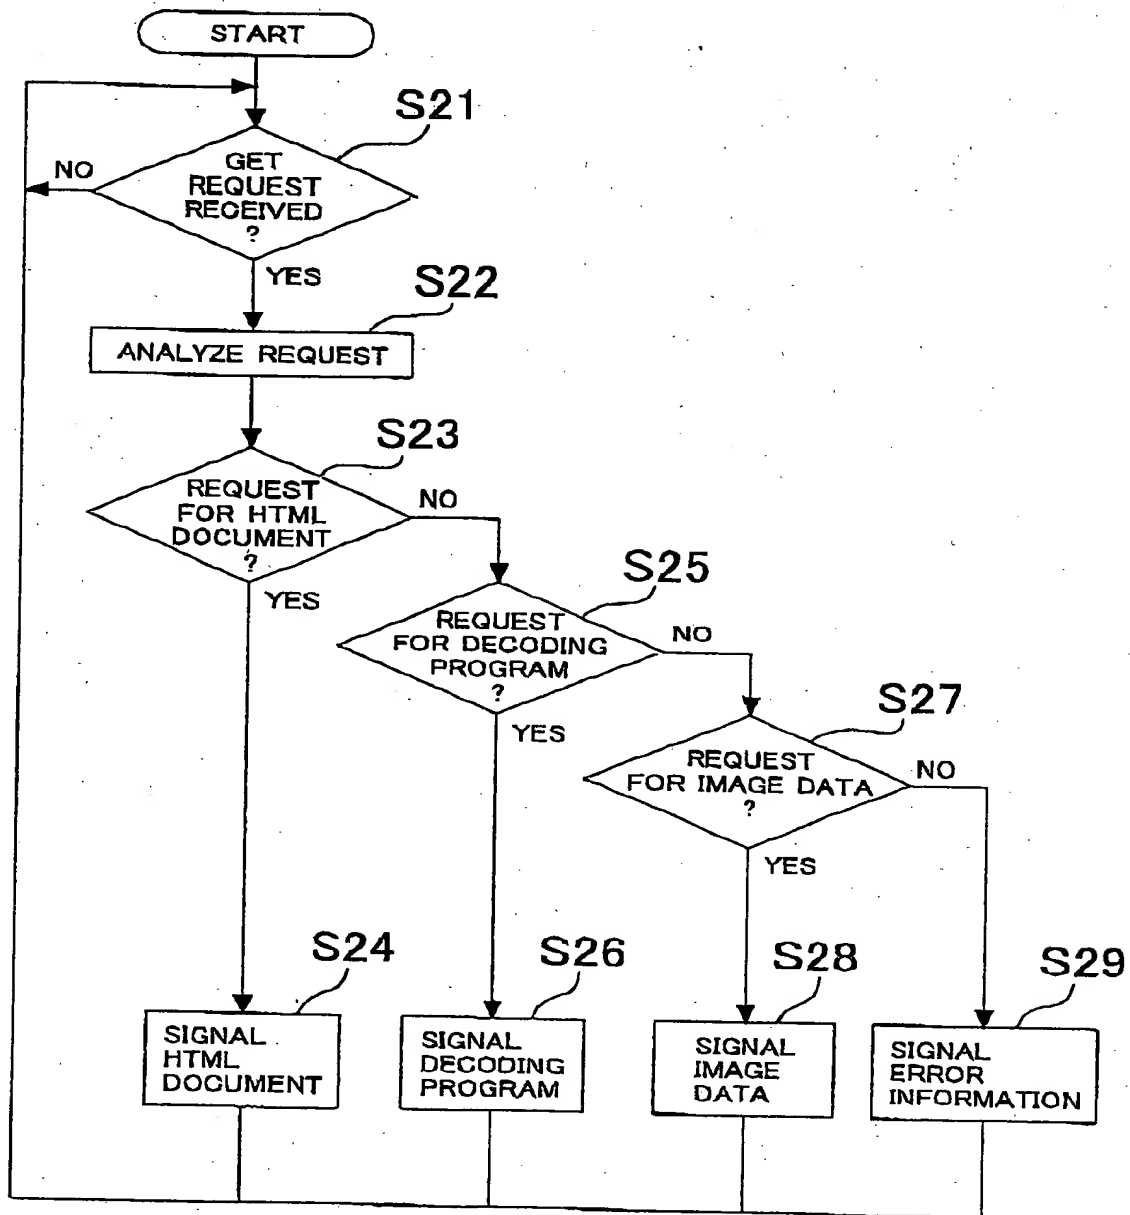 START
S21
NO
GET
REQUEST
RECEIVED
?
YES
S22
ANALYZE REQUEST
S23
REQUEST
FOR HTML
DOCUMENT
?
NO
YES
S25
REQUEST
FOR DECODING
PROGRAM
?
NO
YES
S27
REQUEST
FOR IMAGE DATA
?
NO
YES
S24
SIGNAL
HTML
DOCUMENT
S26
SIGNAL
DECODING
PROGRAM
S28
SIGNAL
IMAGE
DATA
S29
SIGNAL
ERROR
INFORMATION